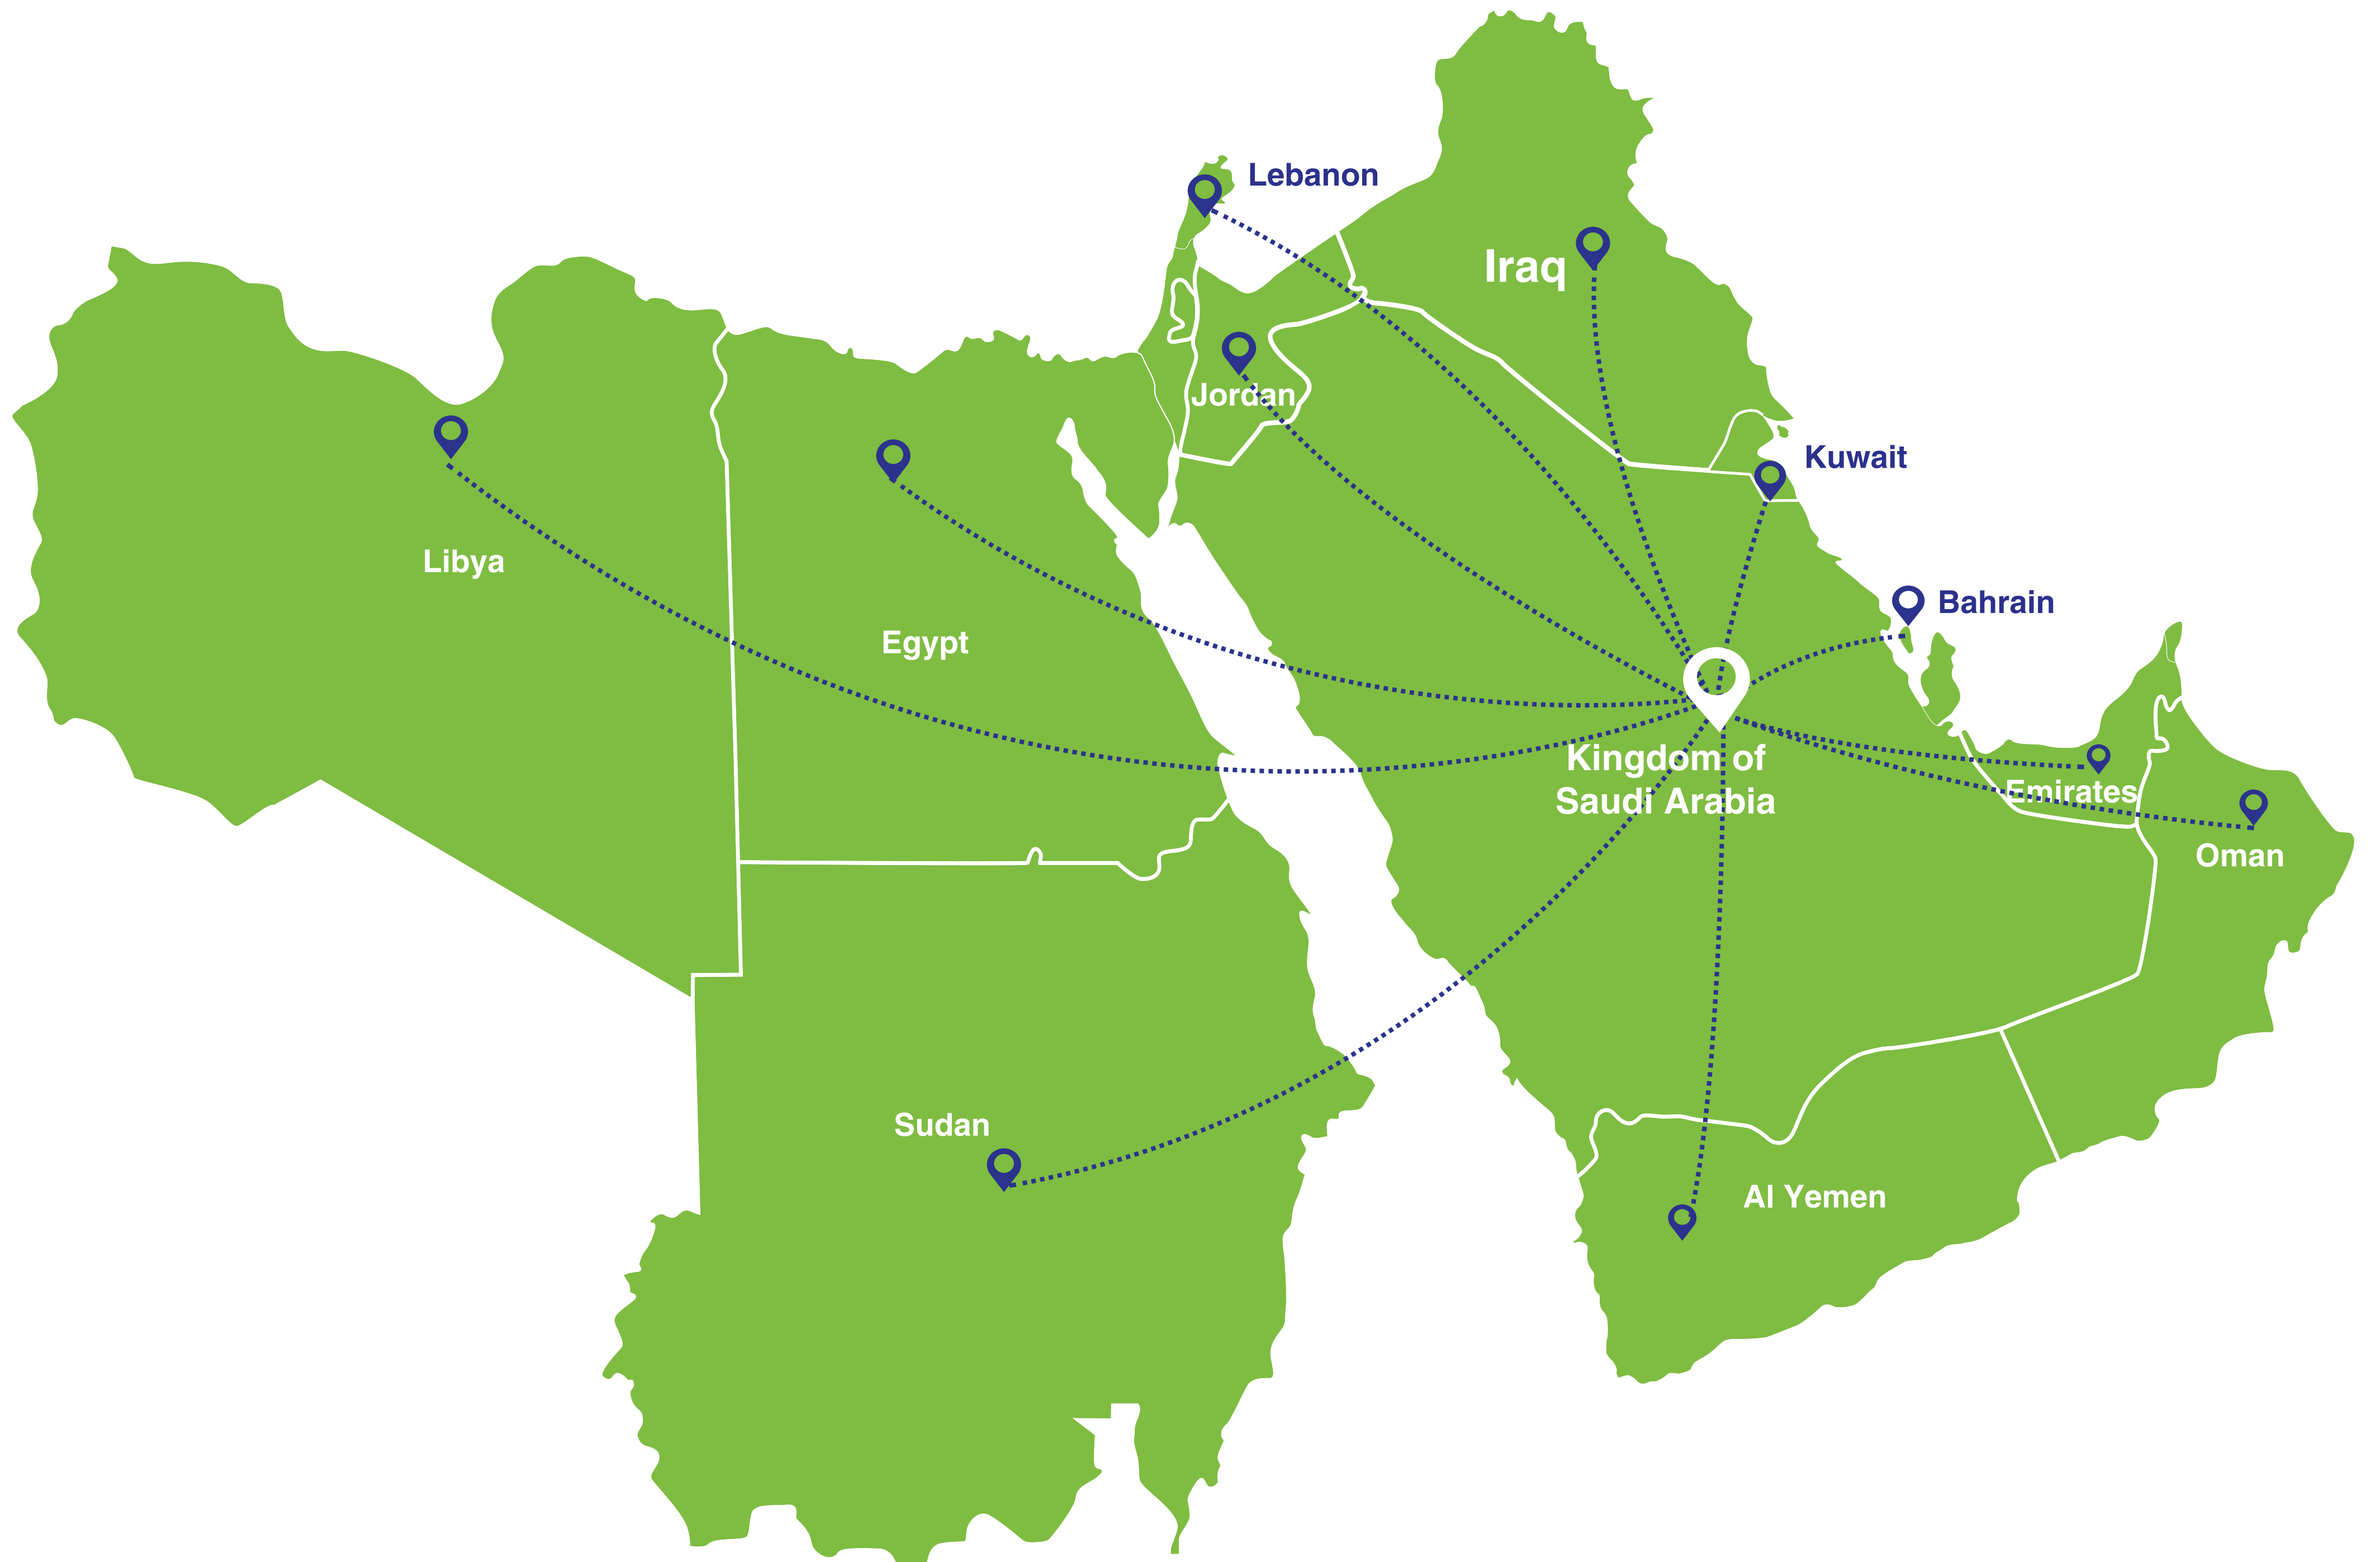 Lebanon
Iraq
Jordan
Kuwait
Libya
Bahrain
Egypt
Kingdom of
Saudi Arabia
Emirates
Oman
Sudan
Al Yemen